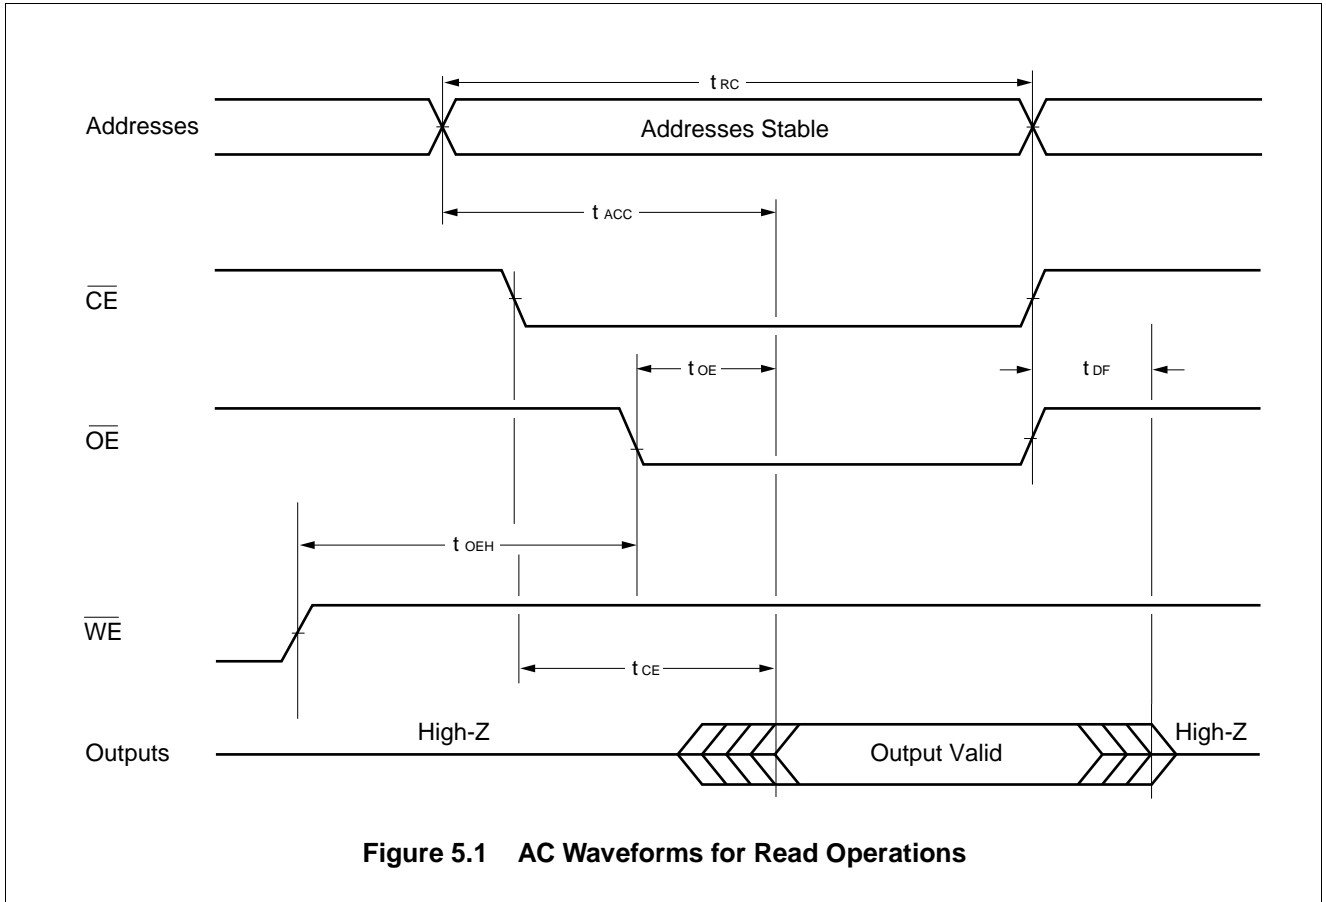 t RC
Addresses
Addresses Stable
t ACC
CE
t OE
t DF
OE
t OEH
WE
t CE
High-Z
High-Z
Outputs
Output Valid
Figure 5.1 AC Waveforms for Read Operations